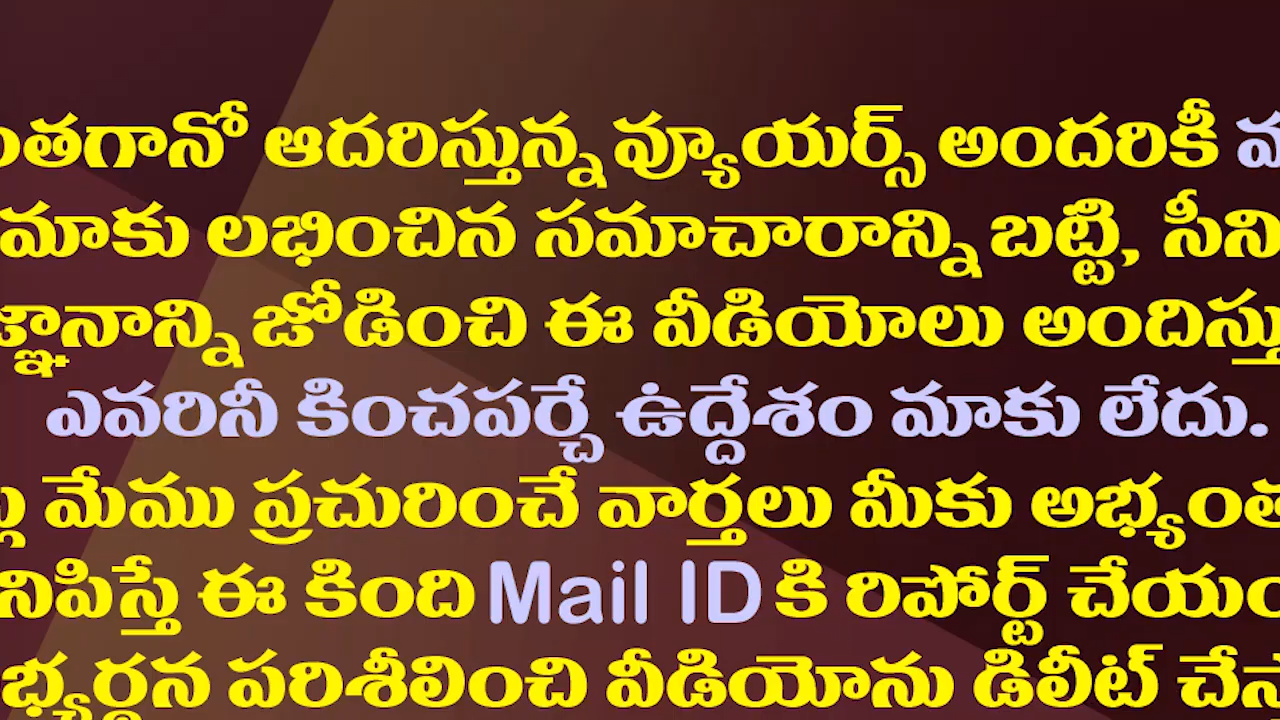 ంతగానో ఆదరిస్తున్న వ్యూయర్స్ అందరికీ
మాకు లభించిన సమాచారాన్ని బట్టి, సీని
జ్ఞానాన్ని జోడించి ఈ వీడియోలు అందిస్తు
ఎవరినీ కించపర్చే ఉద్దేశం మాకు లేదు.
ల్ల మేము ప్రచురించే వార్తలు మీకు అభ్యంత
నిపిస్తే ఈ కింది Mail ID కి రిపోర్ట్ చేయం
భ్యర్థన పరిశీలించి వీడియోను డిలీట్ చేస